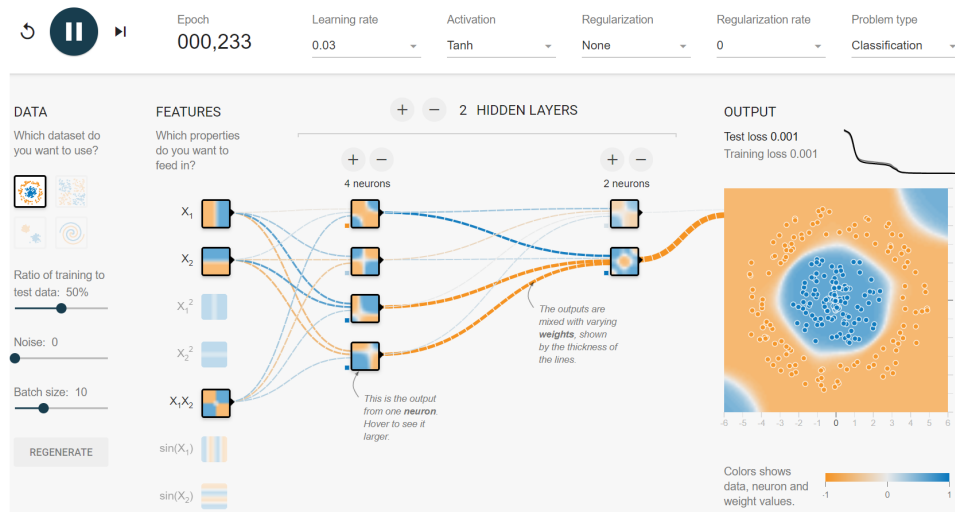 Epoch
000,233
Learning rate
0.03
Activation
Tanh
Regularization
None
Regularization rate
0
Problem type
Classification
DATA
Which dataset do
you want to use?
Ratio of training to
test data: 50%
Noise: 0
Batch size: 10
REGENERATE
FEATURES
Which properties
do you want to
feed in?
X1
X2
X1²
X2²
X1X2
sin(X1)
sin(X2)
+ − 2 HIDDEN LAYERS
+ −
4 neurons
+ −
2 neurons
This is the output
from one neuron.
Hover to see it
larger.
The outputs are
mixed with varying
weights, shown
by the thickness of
the lines.
OUTPUT
Test loss 0.001
Training loss 0.001
-6 -5 -4 -3 -2 -1 0 1 2 3 4 5 6
Colors shows
data, neuron and
weight values.
-1 0 1